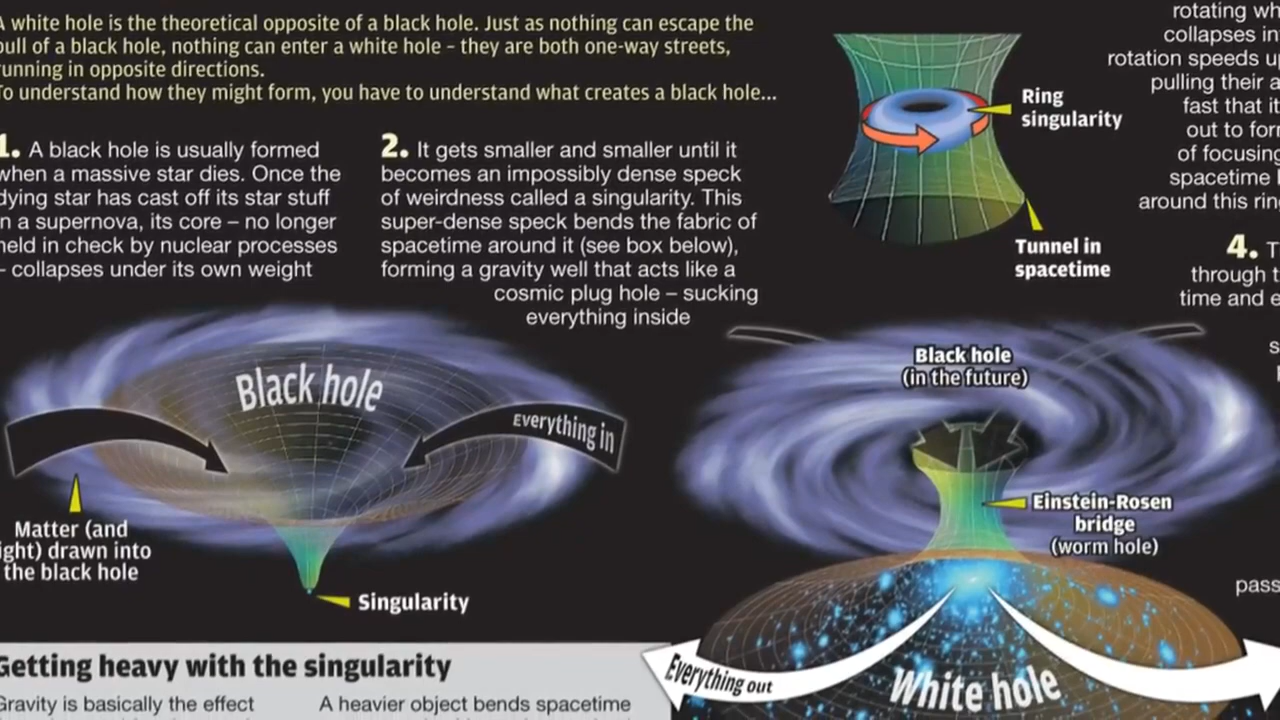 A white hole is the theoretical opposite of a black hole. Just as nothing can escape the
pull of a black hole, nothing can enter a white hole – they are both one-way streets,
running in opposite directions.
To understand how they might form, you have to understand what creates a black hole...
1. A black hole is usually formed
when a massive star dies. Once the
dying star has cast off its star stuff
in a supernova, its core – no longer
held in check by nuclear processes
– collapses under its own weight
2. It gets smaller and smaller until it
becomes an impossibly dense speck
of weirdness called a singularity. This
super-dense speck bends the fabric of
spacetime around it (see box below),
forming a gravity well that acts like a
cosmic plug hole – sucking
everything inside
Ring
singularity
Tunnel in
spacetime
rotating
collapses
rotation speeds
pulling their
fast that
out to
of focusing
spacetime
around this
4.
through
time and
Black hole
Everything in
Matter (and
light) drawn into
the black hole
Singularity
Black hole
(in the future)
Einstein-Rosen
bridge
(worm hole)
Everything out
White hole
Getting heavy with the singularity
Gravity is basically the effect
A heavier object bends spacetime